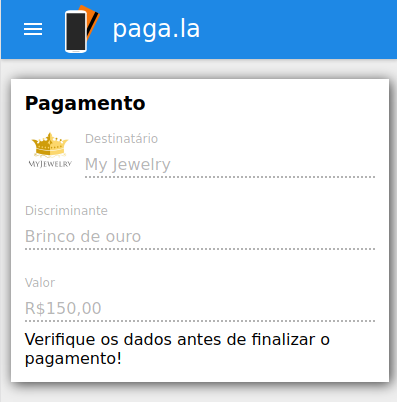 paga.la
Pagamento
MYJEWELRY
Destinatário
My Jewelry
Discriminante
Brinco de ouro
Valor
R$150,00
Verifique os dados antes de finalizar o
pagamento!